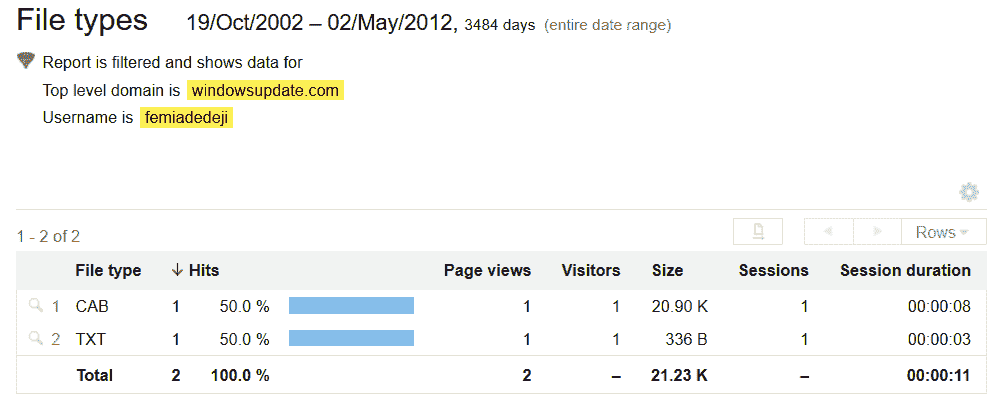 File types 19/Oct/2002 – 02/May/2012, 3484 days (entire date range)
Report is filtered and shows data for
Top level domain is windowsupdate.com
Username is femiadedeji
1 - 2 of 2
Rows
File type Hits Page views Visitors Size Sessions Session duration
1 CAB 1 50.0 % 1 1 20.90 K 1 00:00:08
2 TXT 1 50.0 % 1 1 336 B 1 00:00:03
Total 2 100.0 % 2 – 21.23 K – 00:00:11